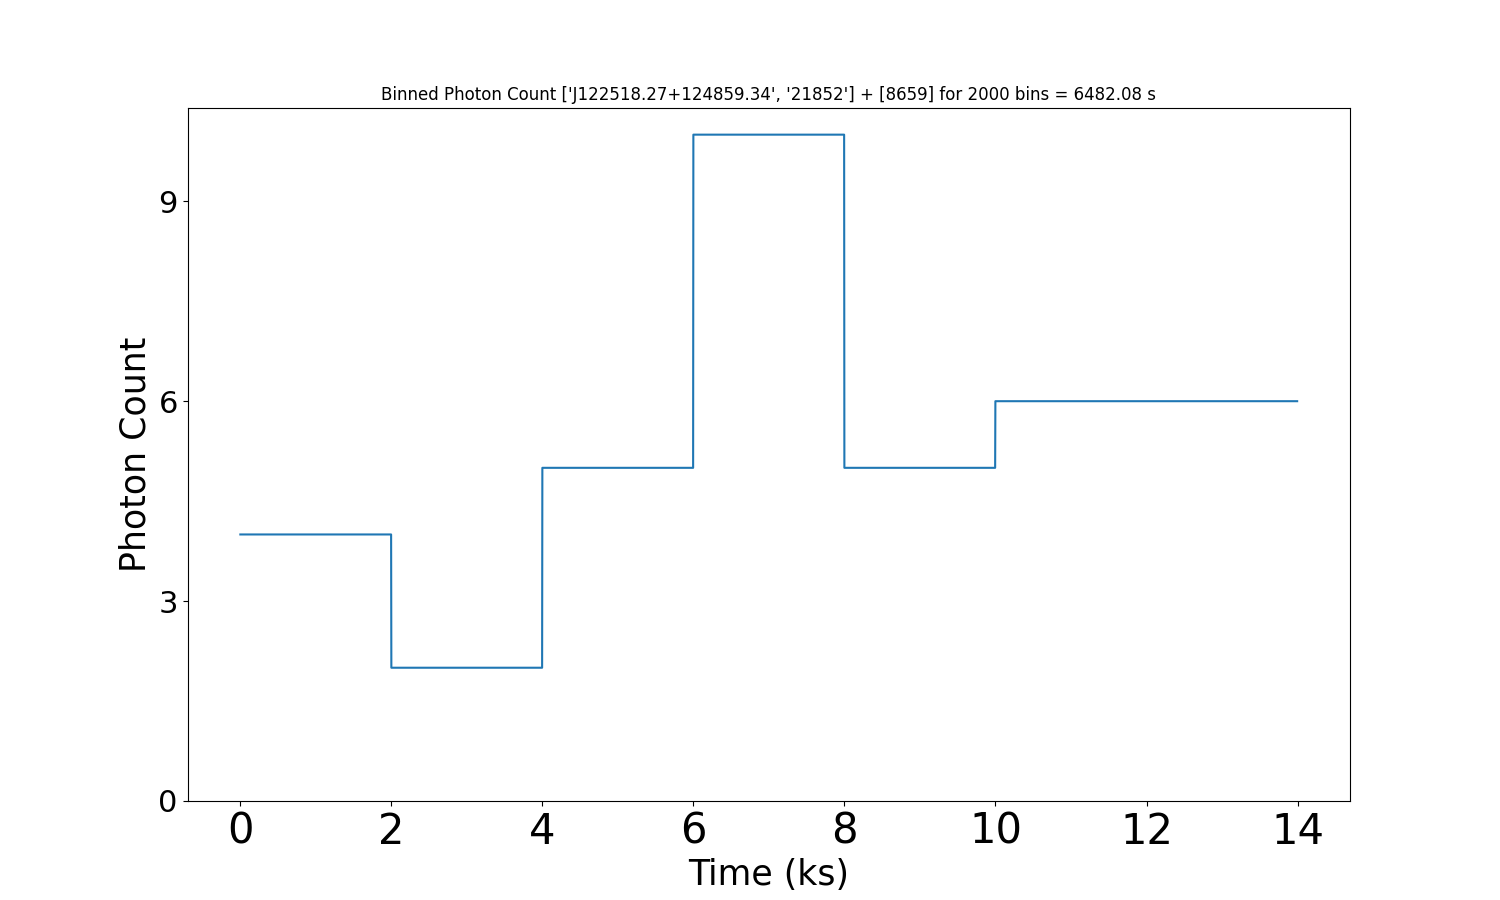 Binned Photon Count ['J122518.27+124859.34', '21852'] + [8659] for 2000 bins = 6482.08 s
9
6
3
0
Photon Count
0 2 4 6 8 10 12 14
Time (ks)